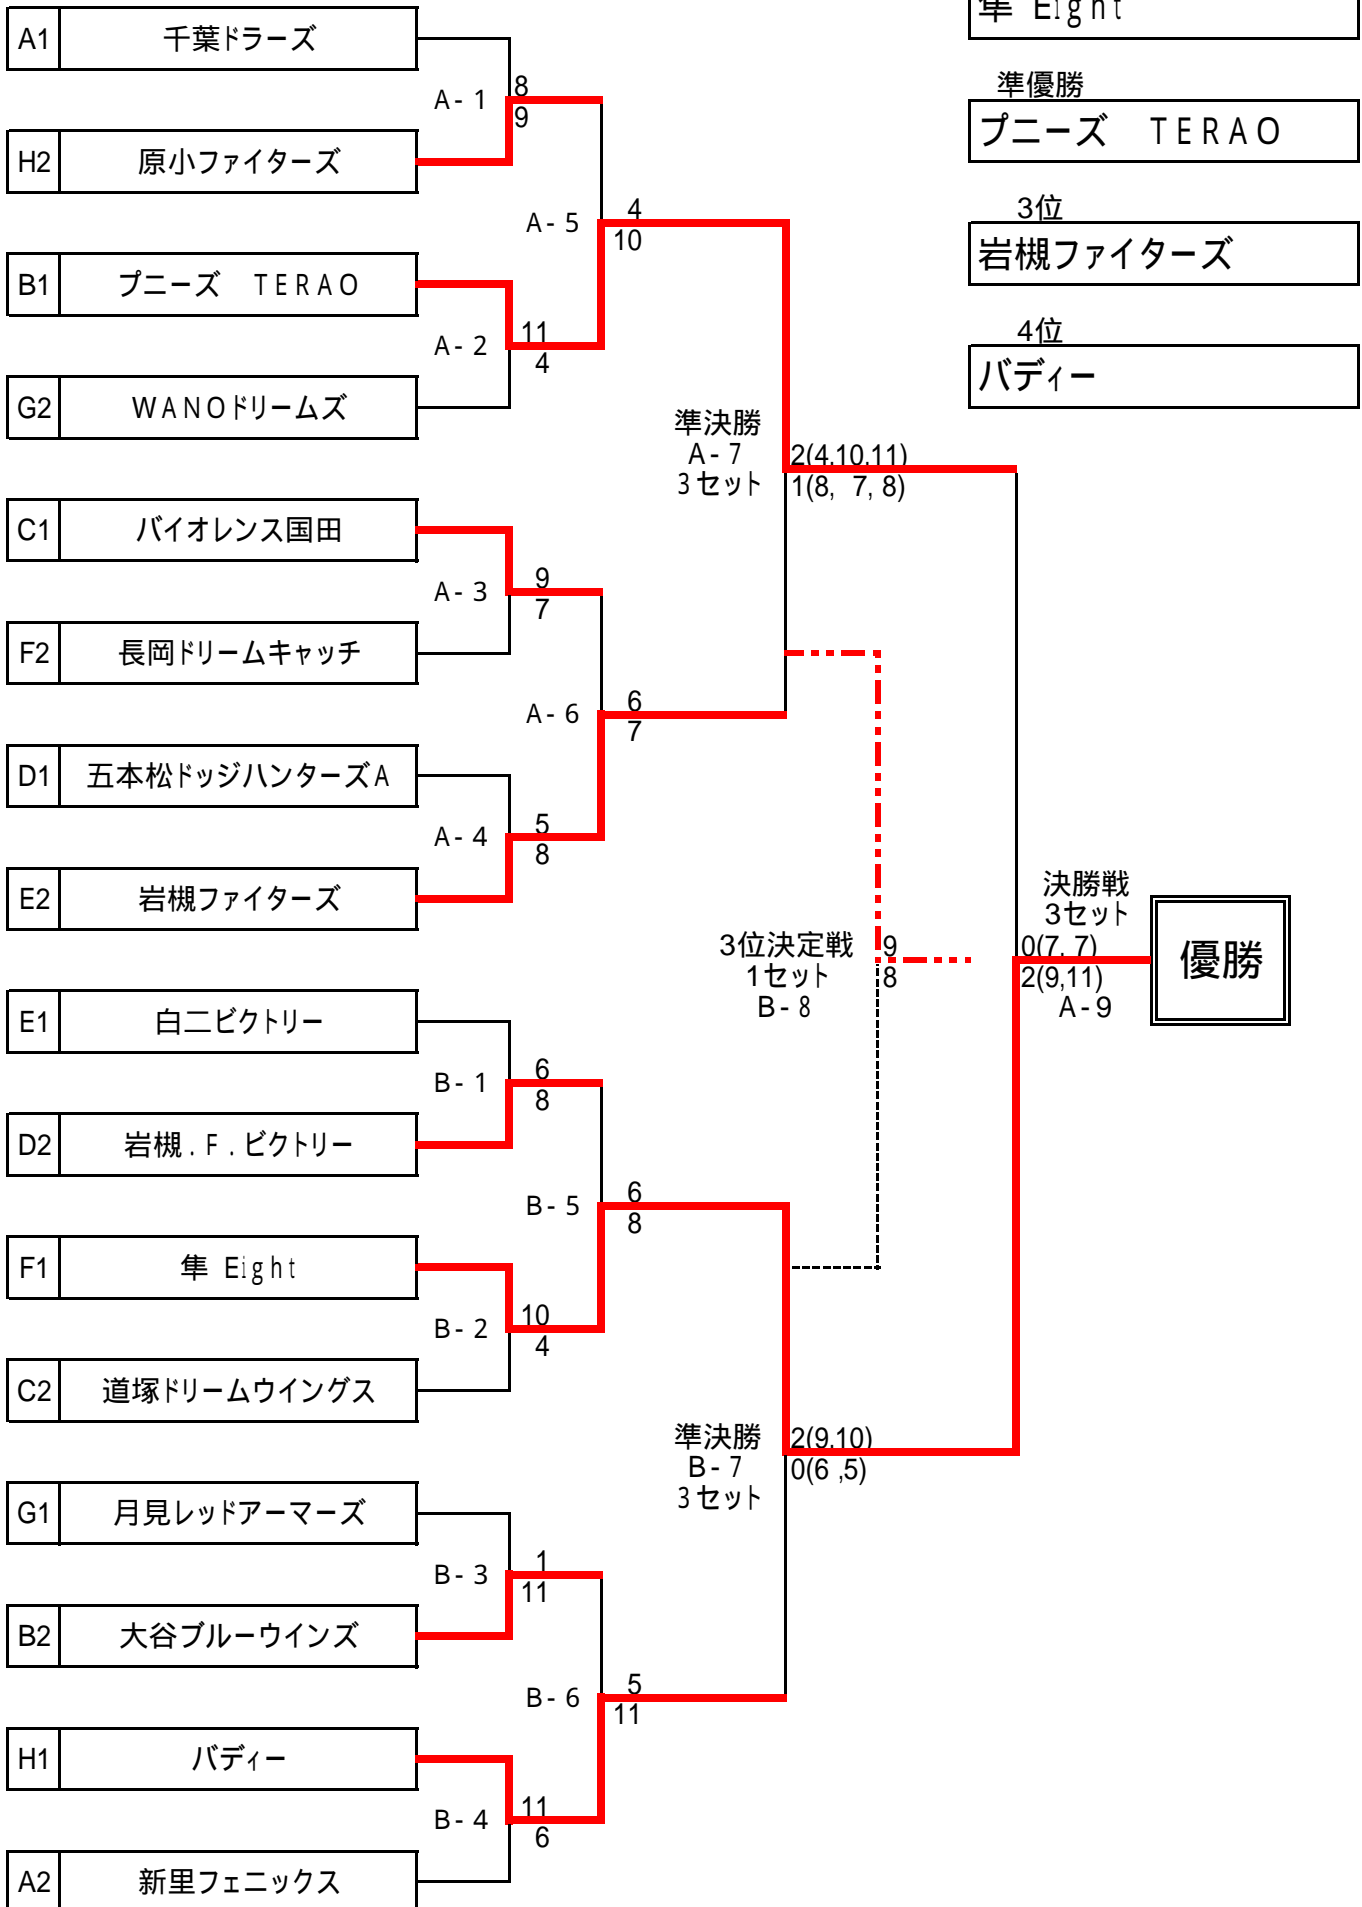 隼 Eight
準優勝
プニーズ　TERAO
3位
岩槻ファイターズ
4位
バディー
A1 千葉ドラーズ
A-1
8
9
H2 原小ファイターズ
A-5
4
10
B1 プニーズ　TERAO
A-2
11
4
G2 WANOドリームズ
準決勝
A-7
3セット
2(4,10,11)
1(8, 7, 8)
C1 バイオレンス国田
A-3
9
7
F2 長岡ドリームキャッチ
A-6
6
7
D1 五本松ドッジハンターズA
A-4
5
8
E2 岩槻ファイターズ
決勝戦
3セット
0(7, 7)
2(9,11)
A-9
優勝
3位決定戦
1セット
B-8
9
8
E1 白二ビクトリー
B-1
6
8
D2 岩槻.F.ビクトリー
B-5
6
8
F1 隼 Eight
B-2
10
4
C2 道塚ドリームウイングス
準決勝
B-7
3セット
2(9,10)
0(6 ,5)
G1 月見レッドアーマーズ
B-3
1
11
B2 大谷ブルーウインズ
B-6
5
11
H1 バディー
B-4
11
6
A2 新里フェニックス